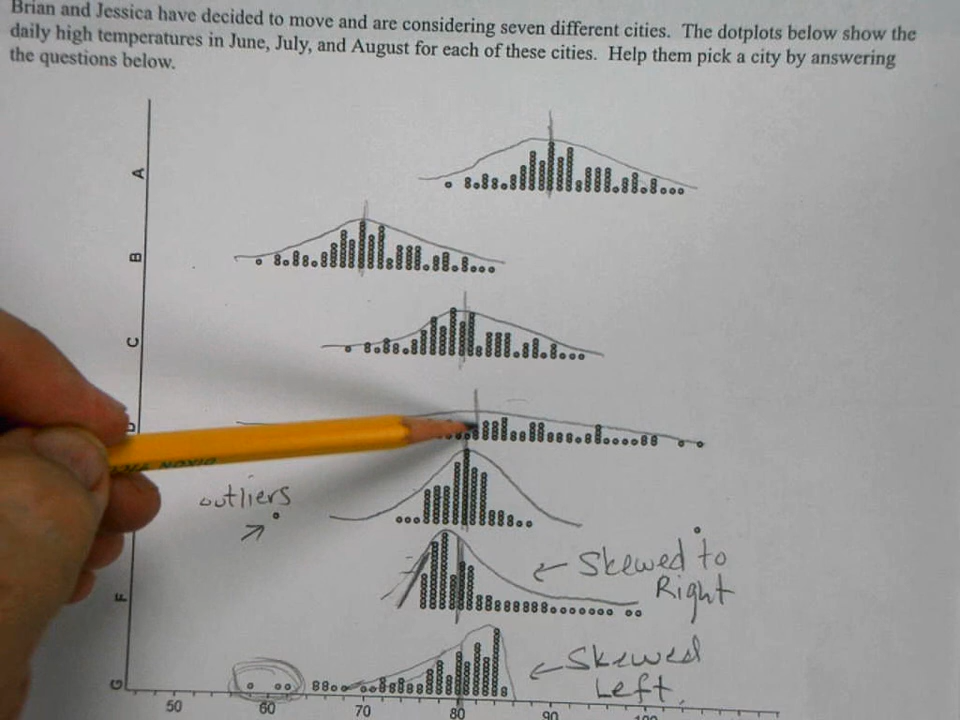 Brian and Jessica have decided to move and are considering seven different cities. The dotplots below show the
daily high temperatures in June, July, and August for each of these cities. Help them pick a city by answering
the questions below.
A
B
C
D
outliers
Skewed to
Right
F
Skewed
Left
G
50 60 70 80 90 100
DIXON